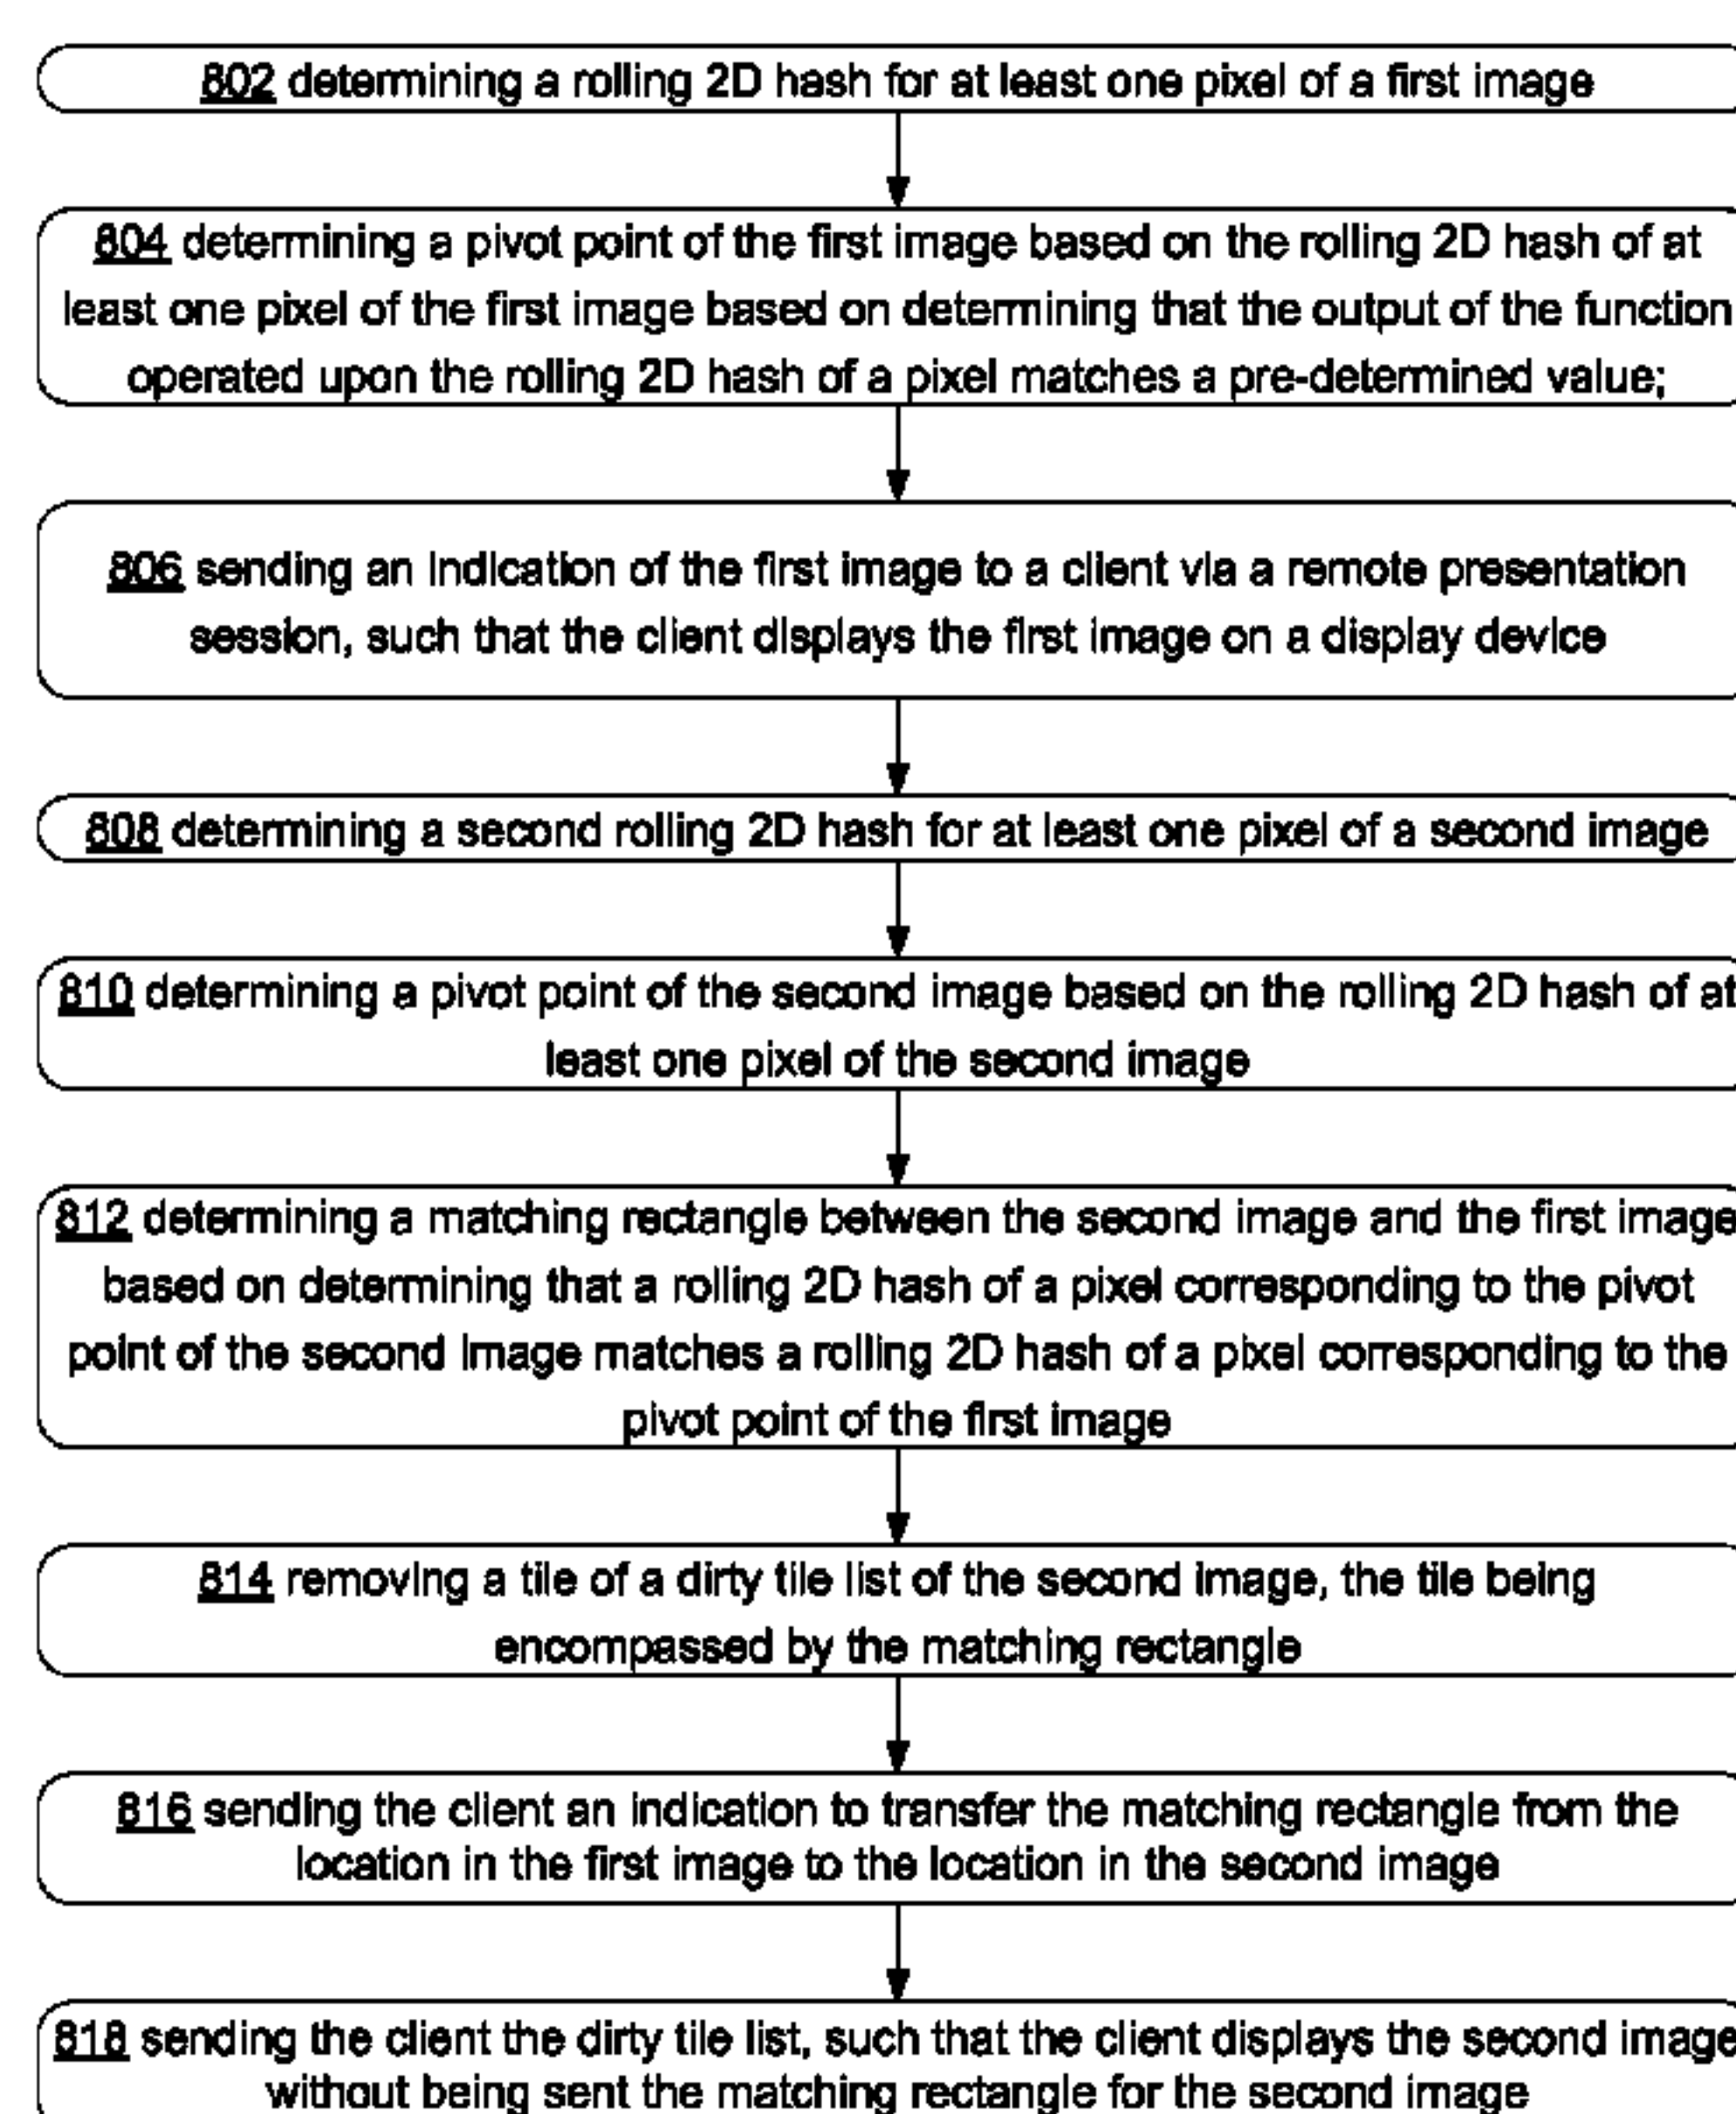 802 determining a rolling 2D hash for at least one pixel of a first image
804 determining a pivot point of the first image based on the rolling 2D hash of at
least one pixel of the first image based on determining that the output of the function
operated upon the rolling 2D hash of a pixel matches a pre-determined value;
806 sending an indication of the first image to a client via a remote presentation
session, such that the client displays the first image on a display device
808 determining a second rolling 2D hash for at least one pixel of a second image
810 determining a pivot point of the second image based on the rolling 2D hash of at
least one pixel of the second image
812 determining a matching rectangle between the second image and the first image
based on determining that a rolling 2D hash of a pixel corresponding to the pivot
point of the second image matches a rolling 2D hash of a pixel corresponding to the
pivot point of the first image
814 removing a tile of a dirty tile list of the second image, the tile being
encompassed by the matching rectangle
816 sending the client an indication to transfer the matching rectangle from the
location in the first image to the location in the second image
818 sending the client the dirty tile list, such that the client displays the second image
without being sent the matching rectangle for the second image